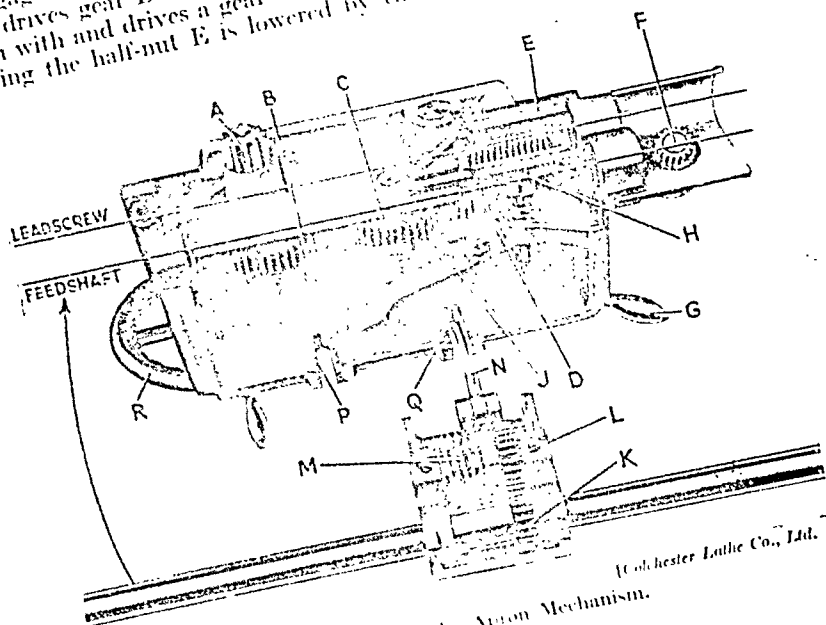 drives gear
with and drives a gear
ing the half-nut E is lowered by
A
B
C
E
F
LEADSCREW
FEEDSHAFT
H
G
R
P
Q
N
J
D
M
L
K
[Colchester Lathe Co., Ltd.
Apron Mechanism.